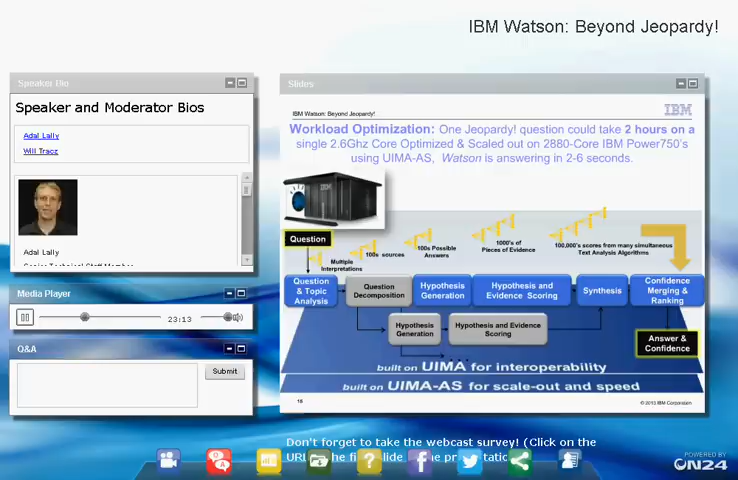 IBM Watson: Beyond Jeopardy!
Speaker Bio
Speaker and Moderator Bios
Adal Lally
Will Tracz
Adal Lally
Media Player
23:13
Q&A
Submit
Slides
IBM Watson: Beyond Jeopardy!
IBM
Workload Optimization: One Jeopardy! question could take 2 hours on a
single 2.6Ghz Core Optimized & Scaled out on 2880-Core IBM Power750's
using UIMA-AS, Watson is answering in 2-6 seconds.
IBM
Question
Multiple
Interpretations
100s sources
100s Possible
Answers
1000's of
Pieces of Evidence
100,000's scores from many simultaneous
Text Analysis Algorithms
Question
& Topic
Analysis
Question
Decomposition
Hypothesis
Generation
Hypothesis and
Evidence Scoring
Synthesis
Confidence
Merging &
Ranking
Hypothesis
Generation
Hypothesis and Evidence
Scoring
Answer &
Confidence
. . .
built on UIMA for interoperability
built on UIMA-AS for scale-out and speed
© 2013 IBM Corporation
Don't forget to take the webcast survey! (Click on the
POWERED BY
ON24